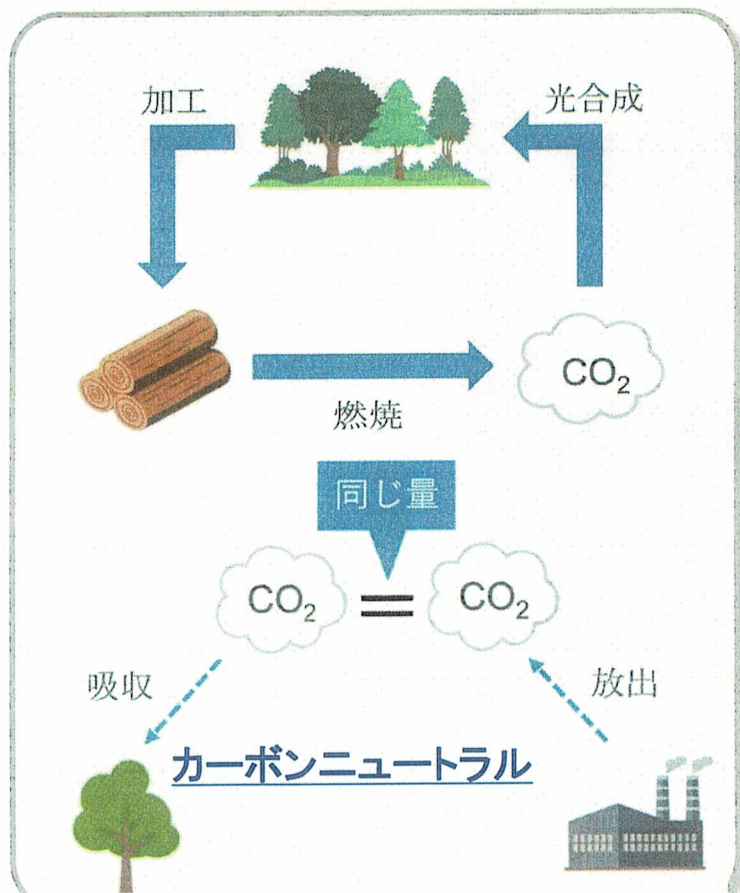 加工
光合成
CO₂
燃焼
同じ量
CO₂ = CO₂
吸収
放出
カーボンニュートラル